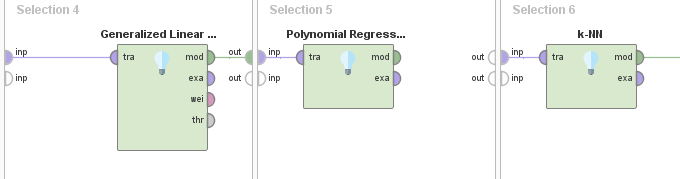 Selection 4
Generalized Linear ...
inp
tra
mod
out
inp
exa
out
wei
thr
Selection 5
Polynomial Regress...
inp
tra
mod
out
inp
exa
out
Selection 6
k-NN
inp
tra
mod
inp
exa